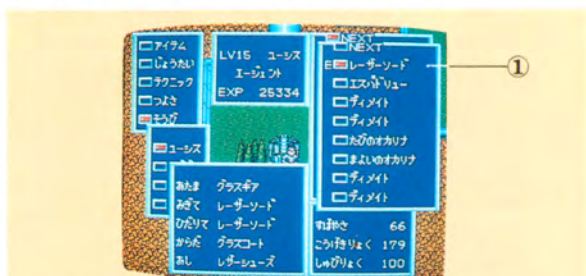 アイテム
じょうたい
テクニック
つよさ
そうび
LV15 ユーシス
エージェント
EXP 25334
NEXT
NEXT
E レーザーソード
エスパドリュー
ディメイト
ディメイト
たびのオカリナ
まよいのオカリナ
ディメイト
ディメイト
①
ユーシス
あたま グラスギア
みぎて レーザーソード
ひだりて レーザーソード
からだ グラスコート
あし レザーシューズ
すばやさ 66
こうげきりょく 179
しゅびりょく 100